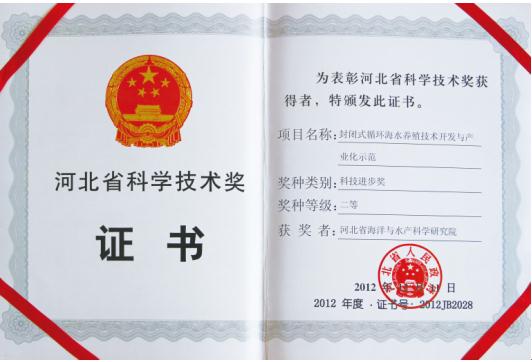 河北省科学技术奖
证书
为表彰河北省科学技术奖获
得者，特颁发此证书。
项目名称：封闭式循环海水养殖技术开发与产
业化示范
奖种类别：科技进步奖
奖种等级：二等
获奖者：河北省海洋与水产科学研究院
河北省人民政府
2012 年 月 11 日
2012 年度·证书号·2012JB2028